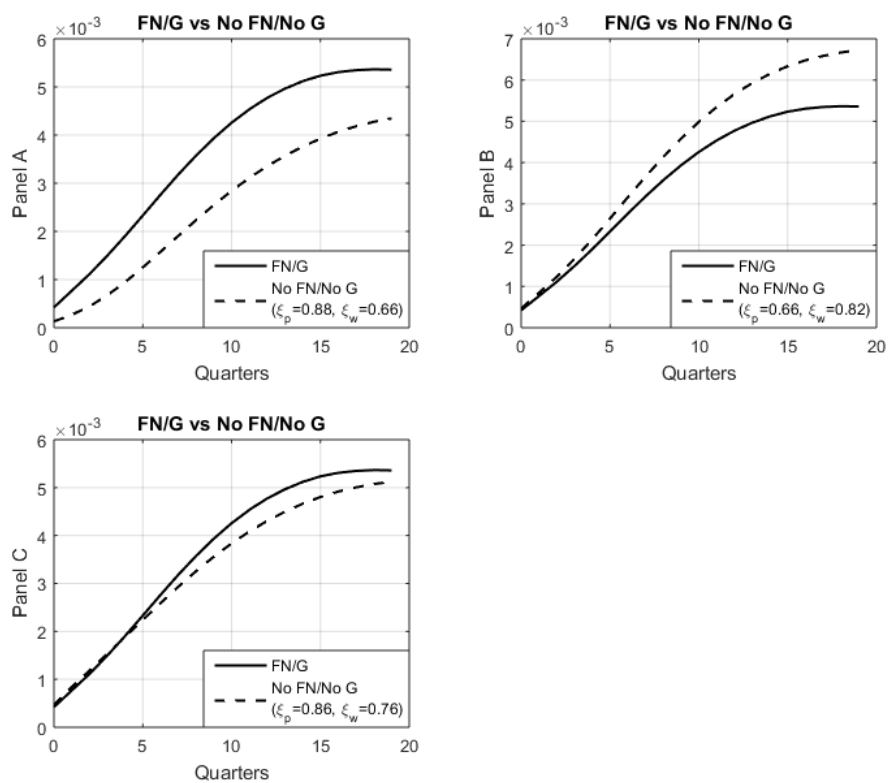 FN/G vs No FN/No G
×10⁻³
6
5
4
3
2
1
0
Panel A
0 5 10 15 20
Quarters
FN/G
No FN/No G
(ξp=0.88, ξw=0.66)
FN/G vs No FN/No G
×10⁻³
7
6
5
4
3
2
1
0
Panel B
0 5 10 15 20
Quarters
FN/G
No FN/No G
(ξp=0.66, ξw=0.82)
FN/G vs No FN/No G
×10⁻³
6
5
4
3
2
1
0
Panel C
0 5 10 15 20
Quarters
FN/G
No FN/No G
(ξp=0.86, ξw=0.76)